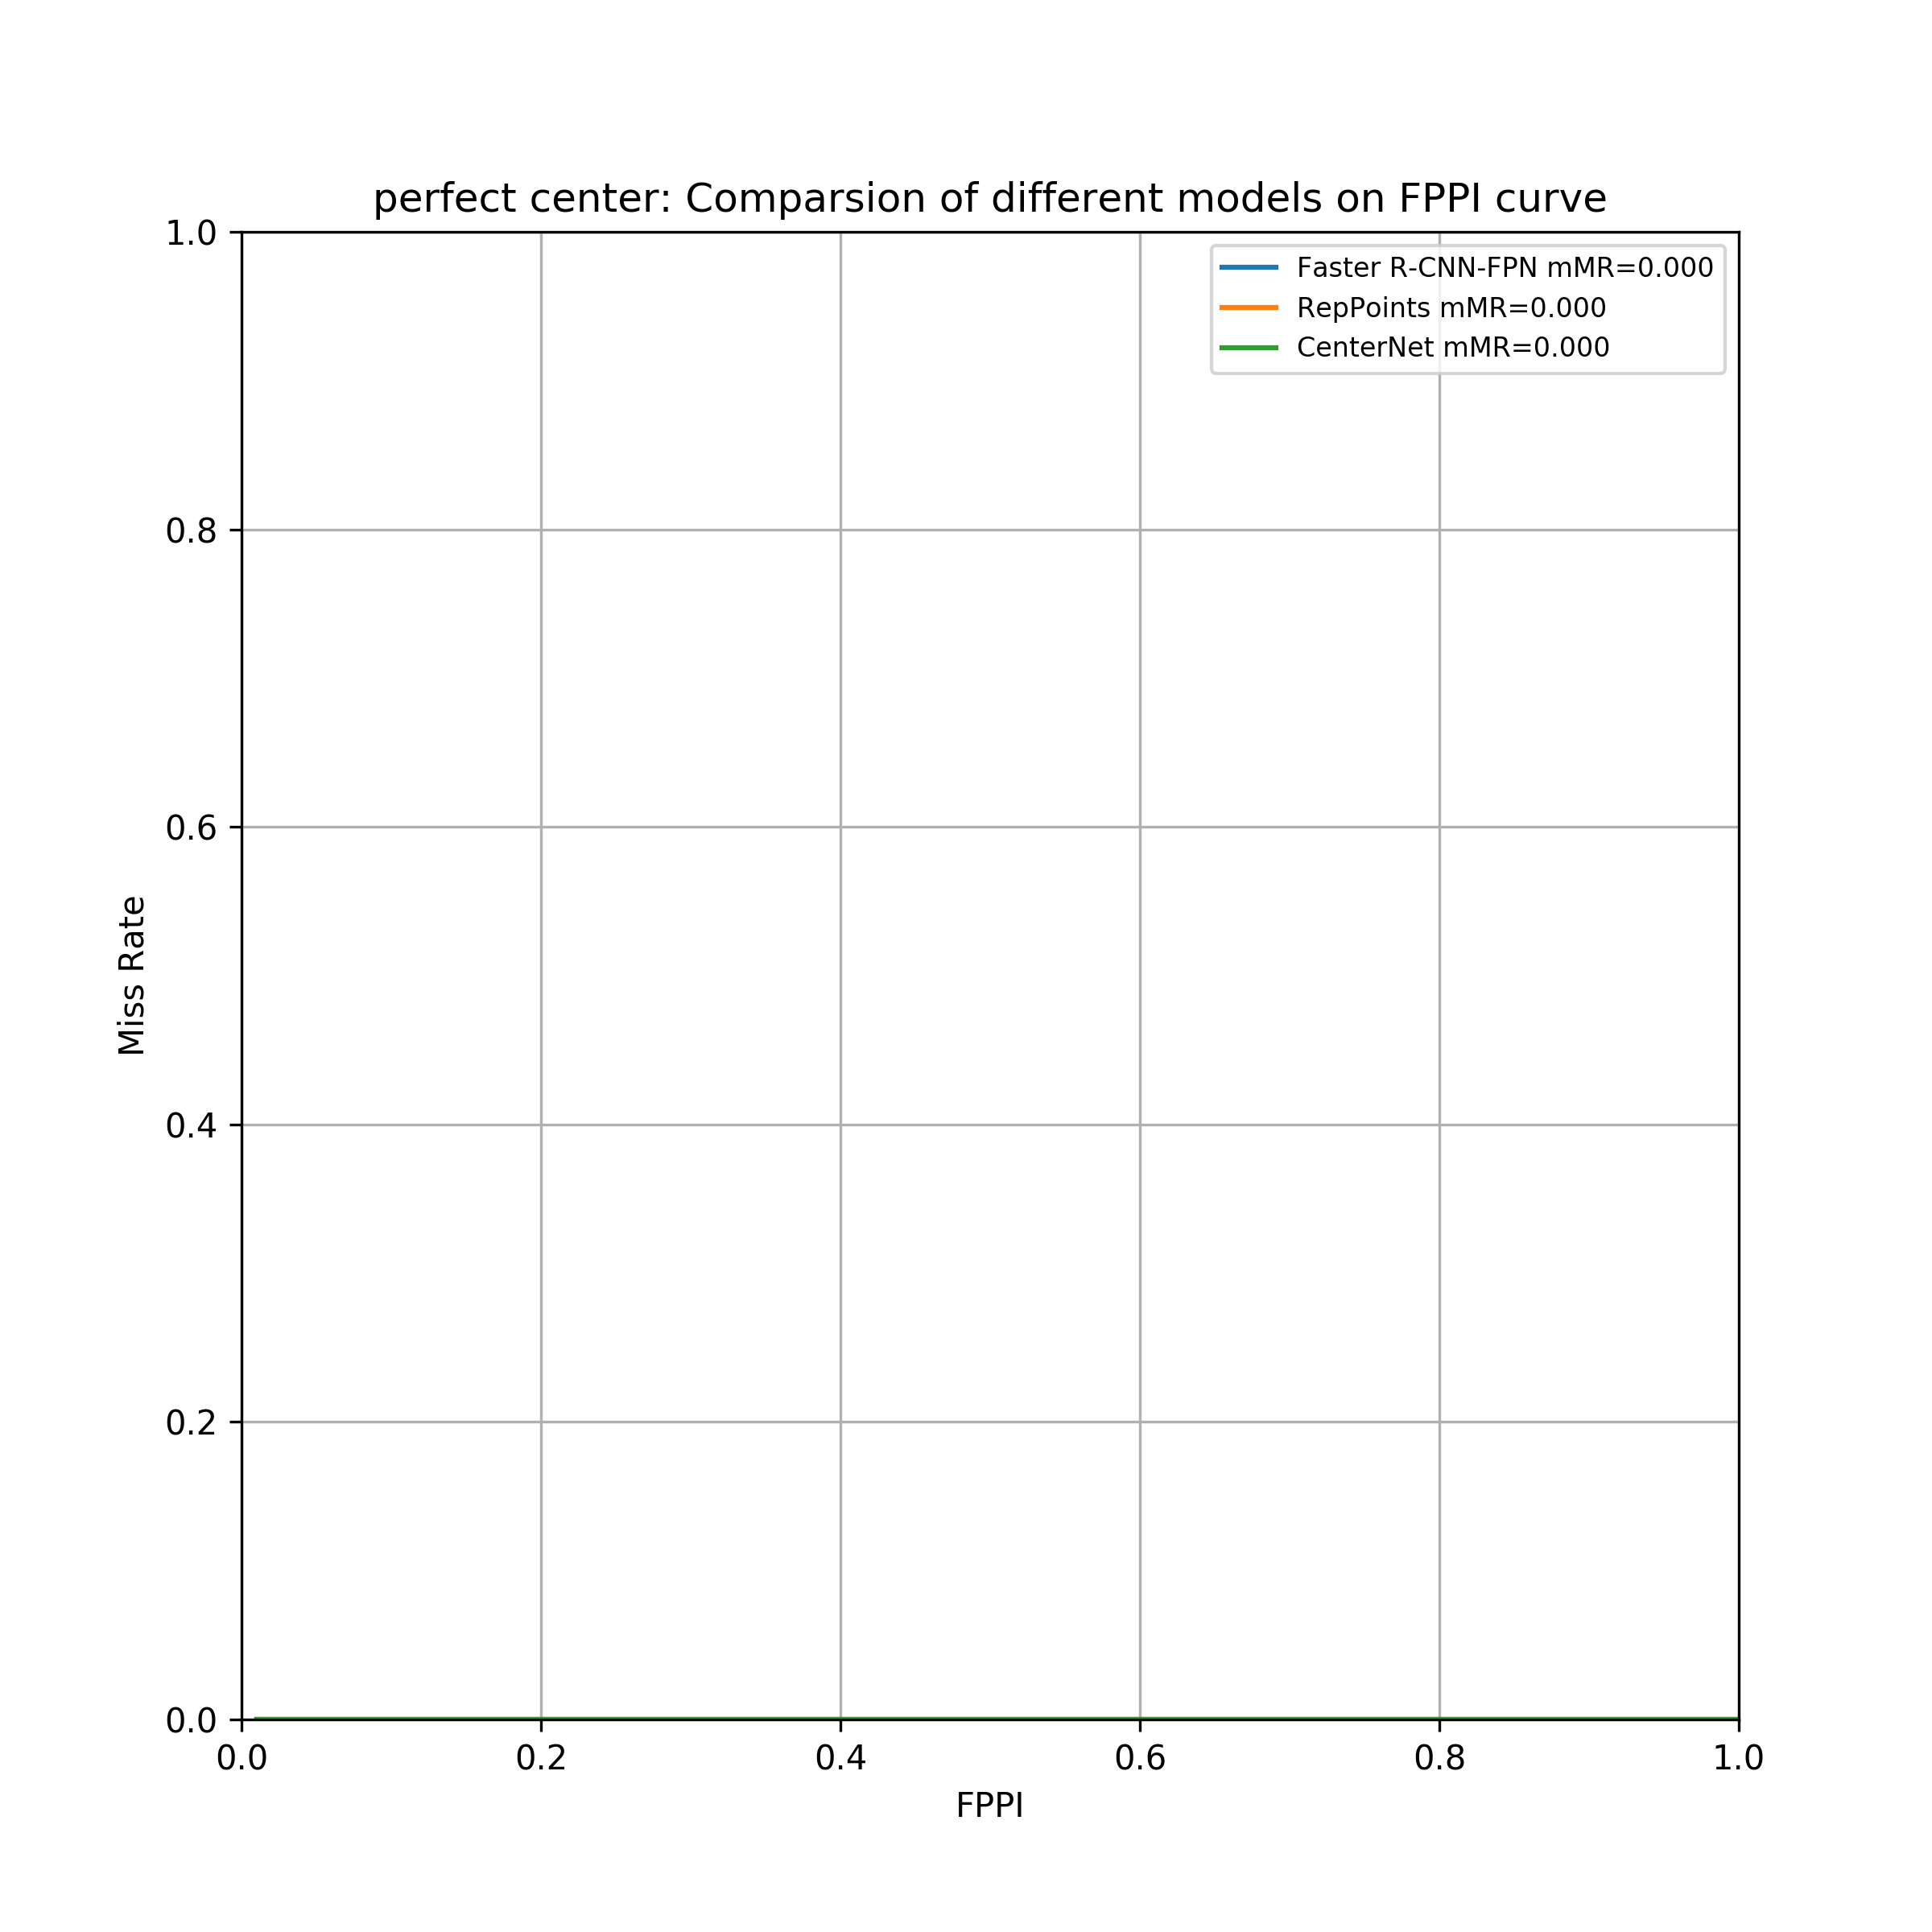 perfect center: Comparsion of different models on FPPI curve
Faster R-CNN-FPN mMR=0.000
RepPoints mMR=0.000
CenterNet mMR=0.000
1.0
0.8
0.6
0.4
0.2
0.0
Miss Rate
0.0 0.2 0.4 0.6 0.8 1.0
FPPI